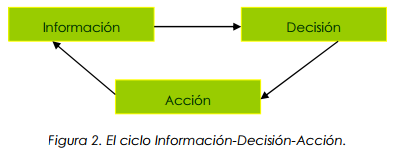 Información
Decisión
Acción
Figura 2. El ciclo Información-Decisión-Acción.